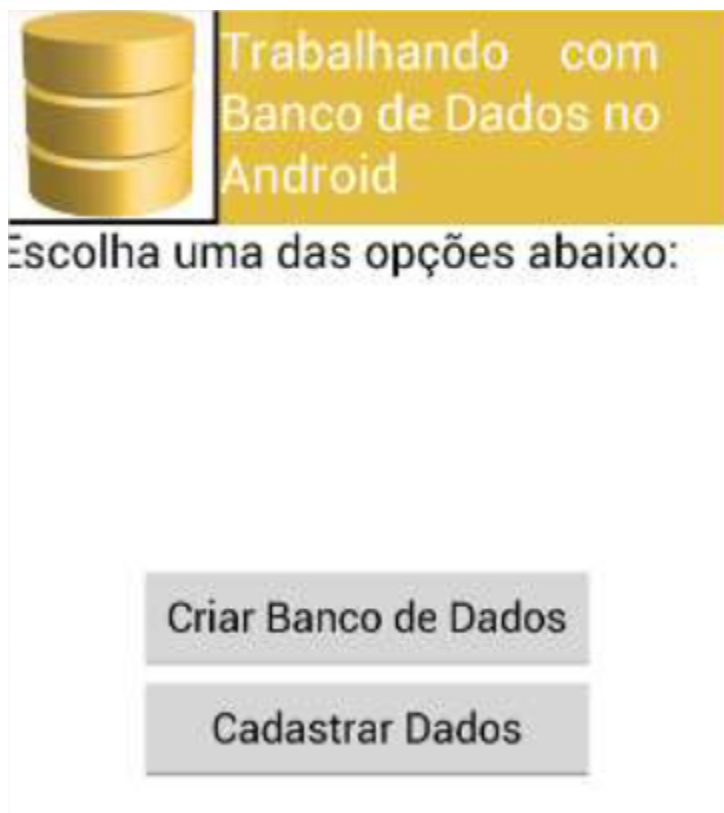 Trabalhando com
Banco de Dados no
Android
Escolha uma das opções abaixo:
Criar Banco de Dados
Cadastrar Dados